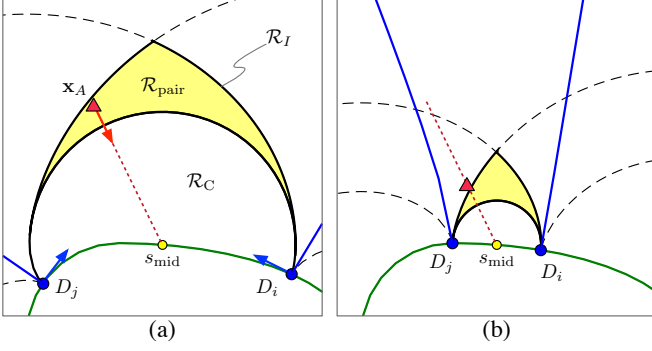 R_I
x_A
R_pair
R_C
s_mid
D_j
D_i
(a)
D_j
s_mid
D_i
(b)